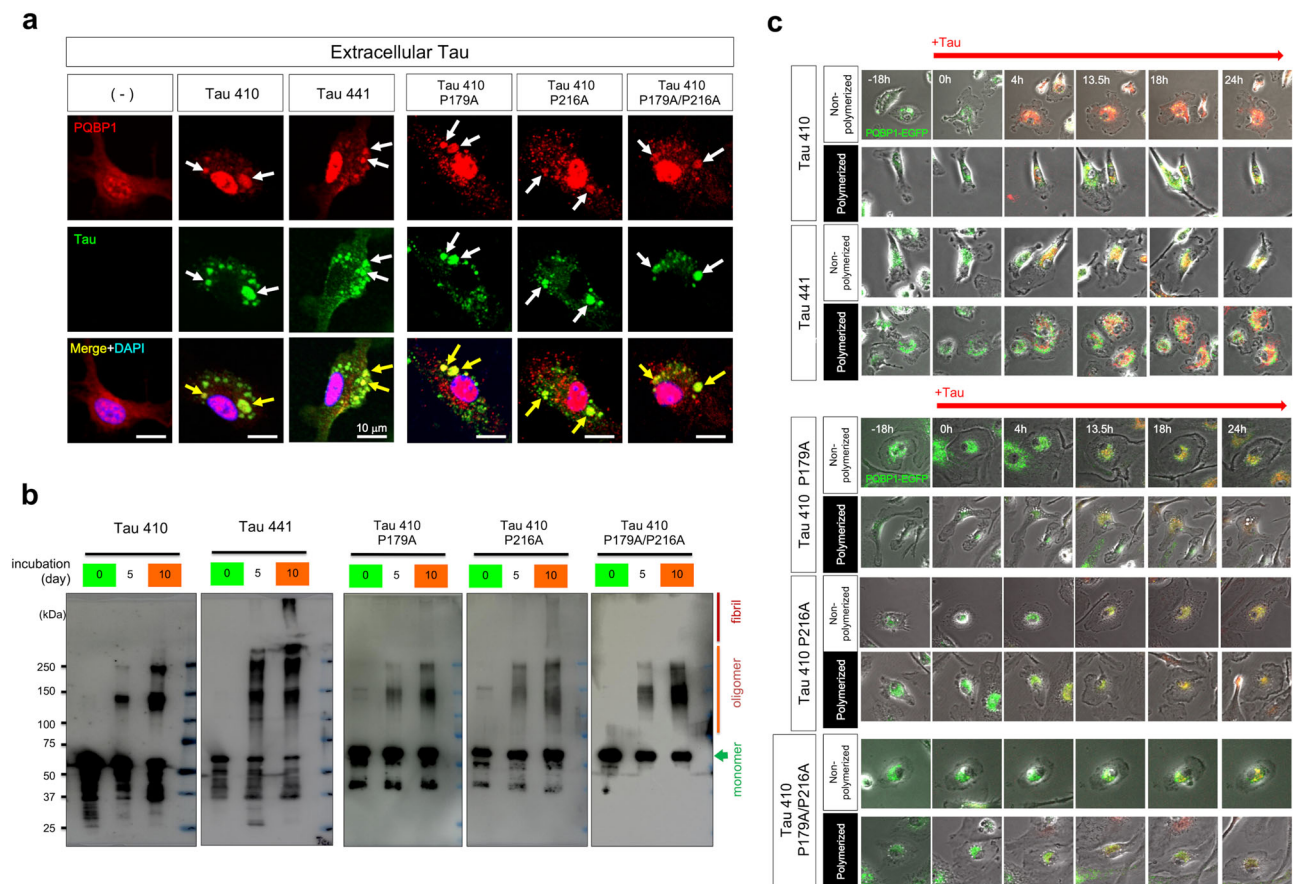 a
Extracellular Tau
( - )
Tau 410
Tau 441
Tau 410
P179A
Tau 410
P216A
Tau 410
P179A/P216A
PQBP1
Tau
Merge+DAPI
10 μm
b
Tau 410
Tau 441
Tau 410
P179A
Tau 410
P216A
Tau 410
P179A/P216A
incubation
(day)
0 5 10
0 5 10
0 5 10
0 5 10
0 5 10
(kDa)
250
150
100
75
50
37
25
fibril
oligomer
monomer
c
+Tau
Tau 410
Non-
polymerized
-18h 0h 4h 13.5h 18h 24h
PQBP1-EGFP
Polymerized
Tau 441
Non-
polymerized
Polymerized
+Tau
Tau 410 P179A
Non-
polymerized
-18h 0h 4h 13.5h 18h 24h
PQBP1-EGFP
Polymerized
Tau 410 P216A
Non-
polymerized
Polymerized
Tau 410
P179A/P216A
Non-
polymerized
Polymerized